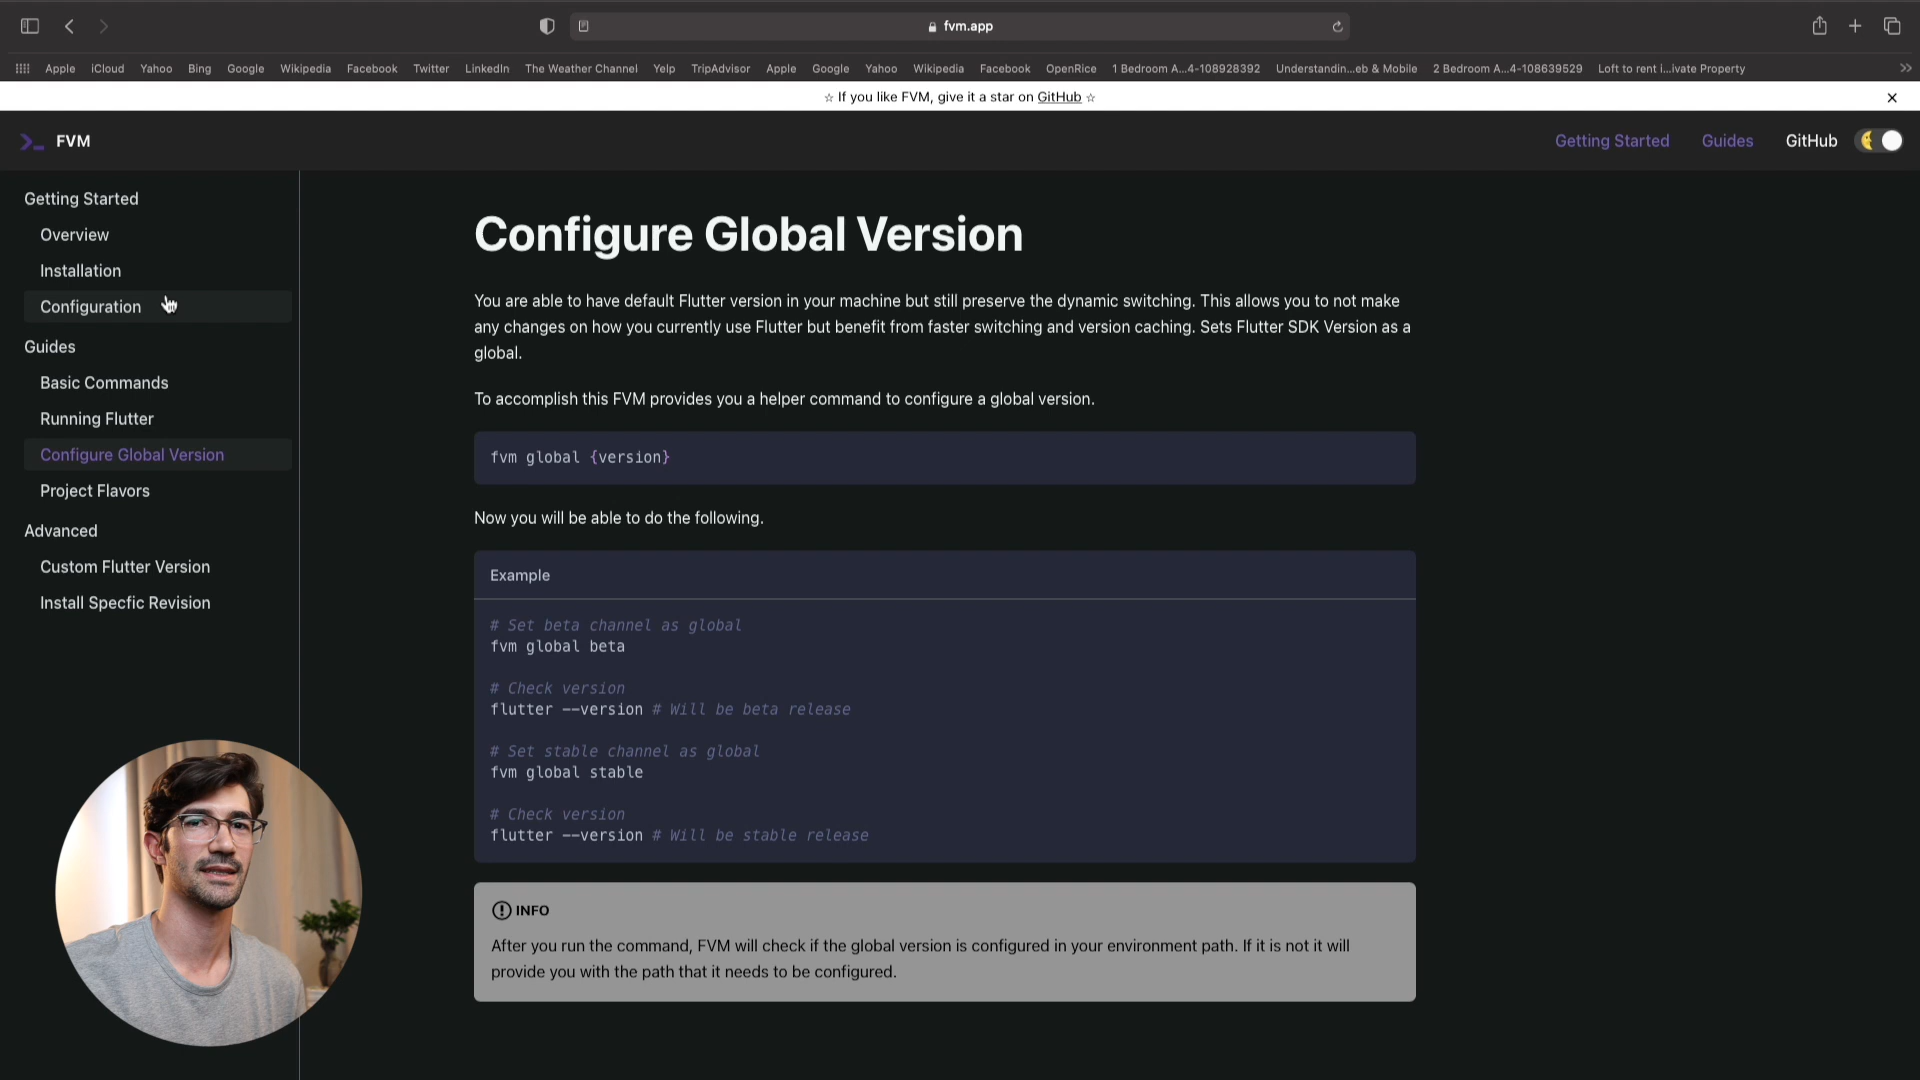 fvm.app
Apple iCloud Yahoo Bing Google Wikipedia Facebook Twitter LinkedIn The Weather Channel Yelp TripAdvisor Apple Google Yahoo Wikipedia Facebook OpenRice 1 Bedroom A...4-108928392 Understandin...eb & Mobile 2 Bedroom A...4-108639529 Loft to rent i...ivate Property
☆ If you like FVM, give it a star on GitHub ☆
FVM
Getting Started Guides GitHub
Getting Started
Overview
Installation
Configuration
Guides
Basic Commands
Running Flutter
Configure Global Version
Project Flavors
Advanced
Custom Flutter Version
Install Specfic Revision
Configure Global Version
You are able to have default Flutter version in your machine but still preserve the dynamic switching. This allows you to not make
any changes on how you currently use Flutter but benefit from faster switching and version caching. Sets Flutter SDK Version as a
global.
To accomplish this FVM provides you a helper command to configure a global version.
fvm global {version}
Now you will be able to do the following.
Example
# Set beta channel as global
fvm global beta
# Check version
flutter --version # Will be beta release
# Set stable channel as global
fvm global stable
# Check version
flutter --version # Will be stable release
INFO
After you run the command, FVM will check if the global version is configured in your environment path. If it is not it will
provide you with the path that it needs to be configured.